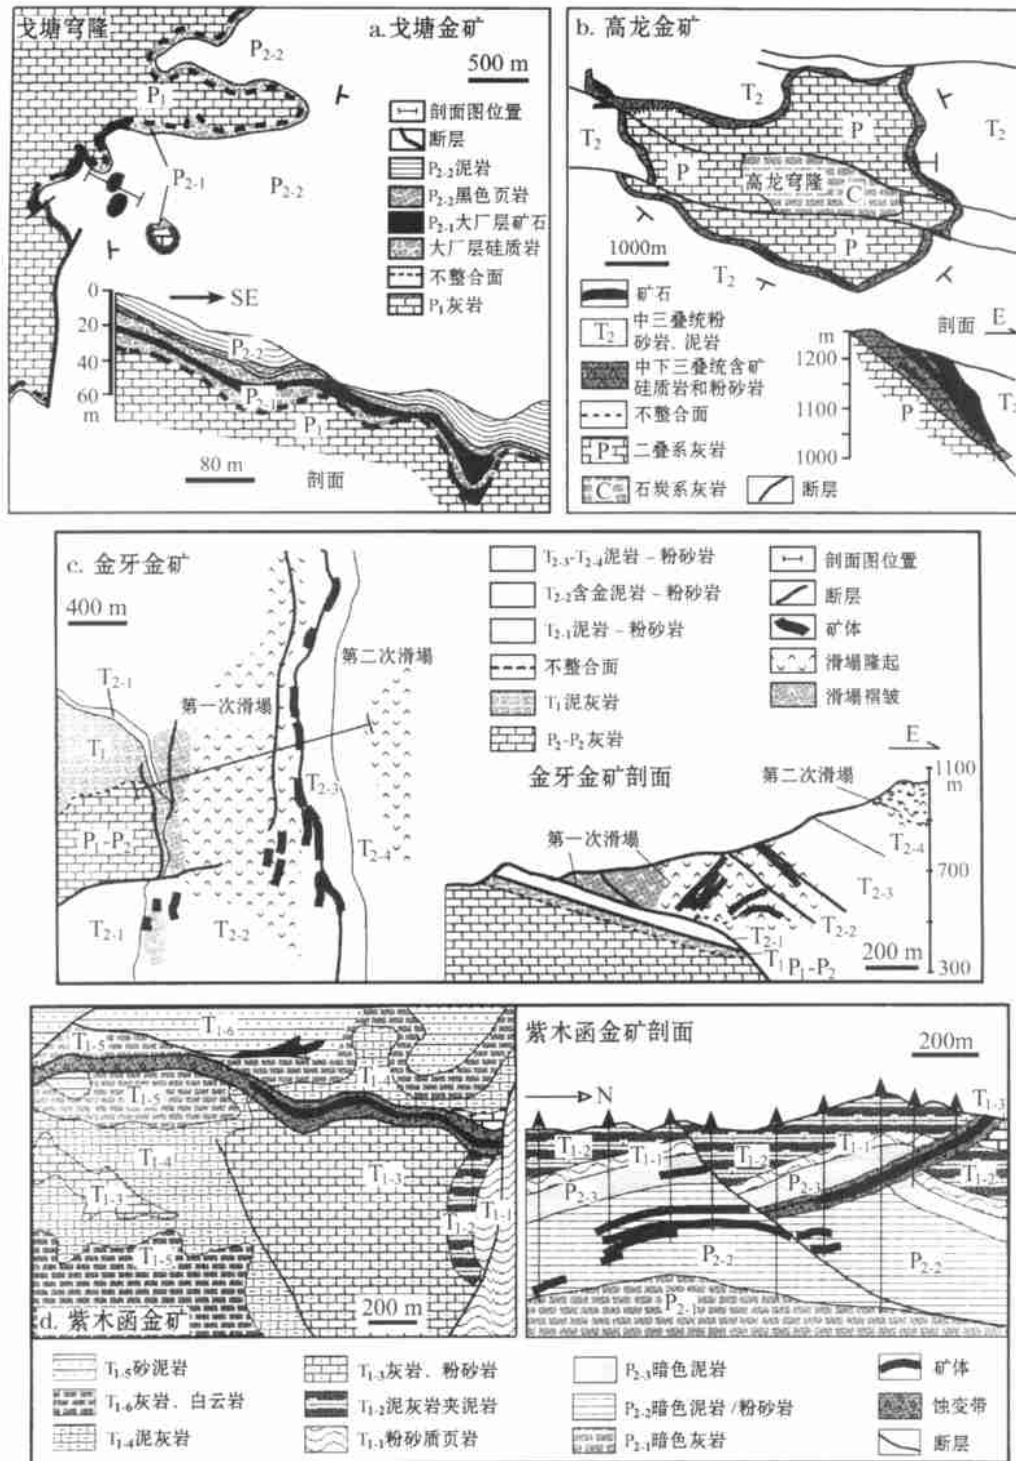 戈塘穹隆
a. 戈塘金矿
500 m
P₂₋₂
P₁
P₂₋₁
P₂₋₂
剖面图位置
断层
P₂₋₂泥岩
P₂₋₂黑色页岩
P₂₋₁大厂层矿石
大厂层硅质岩
不整合面
P₁灰岩
0
20
40
60
m
SE
P₂₋₂
P₂₋₁
P₁
80 m
剖面
b. 高龙金矿
T₂
T₂
T₂
P
P
高龙穹隆
C
P
T₂
1000m
矿石
T₂
中三叠统粉
砂岩、泥岩
中下三叠统含矿
硅质岩和粉砂岩
不整合面
P
二叠系灰岩
C
石炭系灰岩
断层
剖面
E
m
1200
1100
1000
P
T₂
c. 金牙金矿
400 m
T₂₋₁
T₁
P₁-P₂
T₂₋₁
T₂₋₂
第一次滑塌
第二次滑塌
T₂₋₃
T₂₋₄
T₂₋₃-T₂₋₄泥岩－粉砂岩
T₂₋₂含金泥岩－粉砂岩
T₂₋₁泥岩－粉砂岩
不整合面
T₁泥灰岩
P₂-P₂灰岩
剖面图位置
断层
矿体
滑塌隆起
滑塌褶皱
金牙金矿剖面
E
第二次滑塌
第一次滑塌
1100
m
700
300
T₂₋₄
T₂₋₃
T₂₋₂
T₂₋₁
T₁
P₁-P₂
200 m
T₁₋₆
T₁₋₅
T₁₋₅
T₁₋₄
T₁₋₄
T₁₋₃
T₁₋₃
T₁₋₂
T₁₋₁
T₁₋₅
d. 紫木函金矿
200 m
紫木函金矿剖面
200m
N
T₁₋₃
T₁₋₂
T₁₋₁
T₁₋₂
T₁₋₁
T₁₋₂
P₂₋₃
P₂₋₃
P₂₋₂
P₂₋₂
P₂₋₁
T₁₋₅砂泥岩
T₁₋₆灰岩、白云岩
T₁₋₄泥灰岩
T₁₋₃灰岩、粉砂岩
T₁₋₂泥灰岩夹泥岩
T₁₋₁粉砂质页岩
P₂₋₃暗色泥岩
P₂₋₂暗色泥岩/粉砂岩
P₂₋₁暗色灰岩
矿体
蚀变带
断层